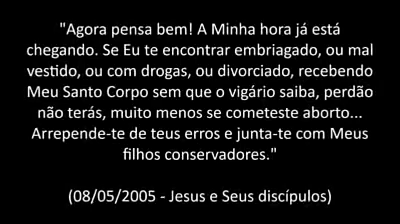 "Agora pensa bem! A Minha hora já está
chegando. Se Eu te encontrar embriagado, ou mal
vestido, ou com drogas, ou divorciado, recebendo
Meu Santo Corpo sem que o vigário saiba, perdão
não terás, muito menos se cometeste aborto...
Arrepende-te de teus erros e junta-te com Meus
filhos conservadores."
(08/05/2005 - Jesus e Seus discípulos)